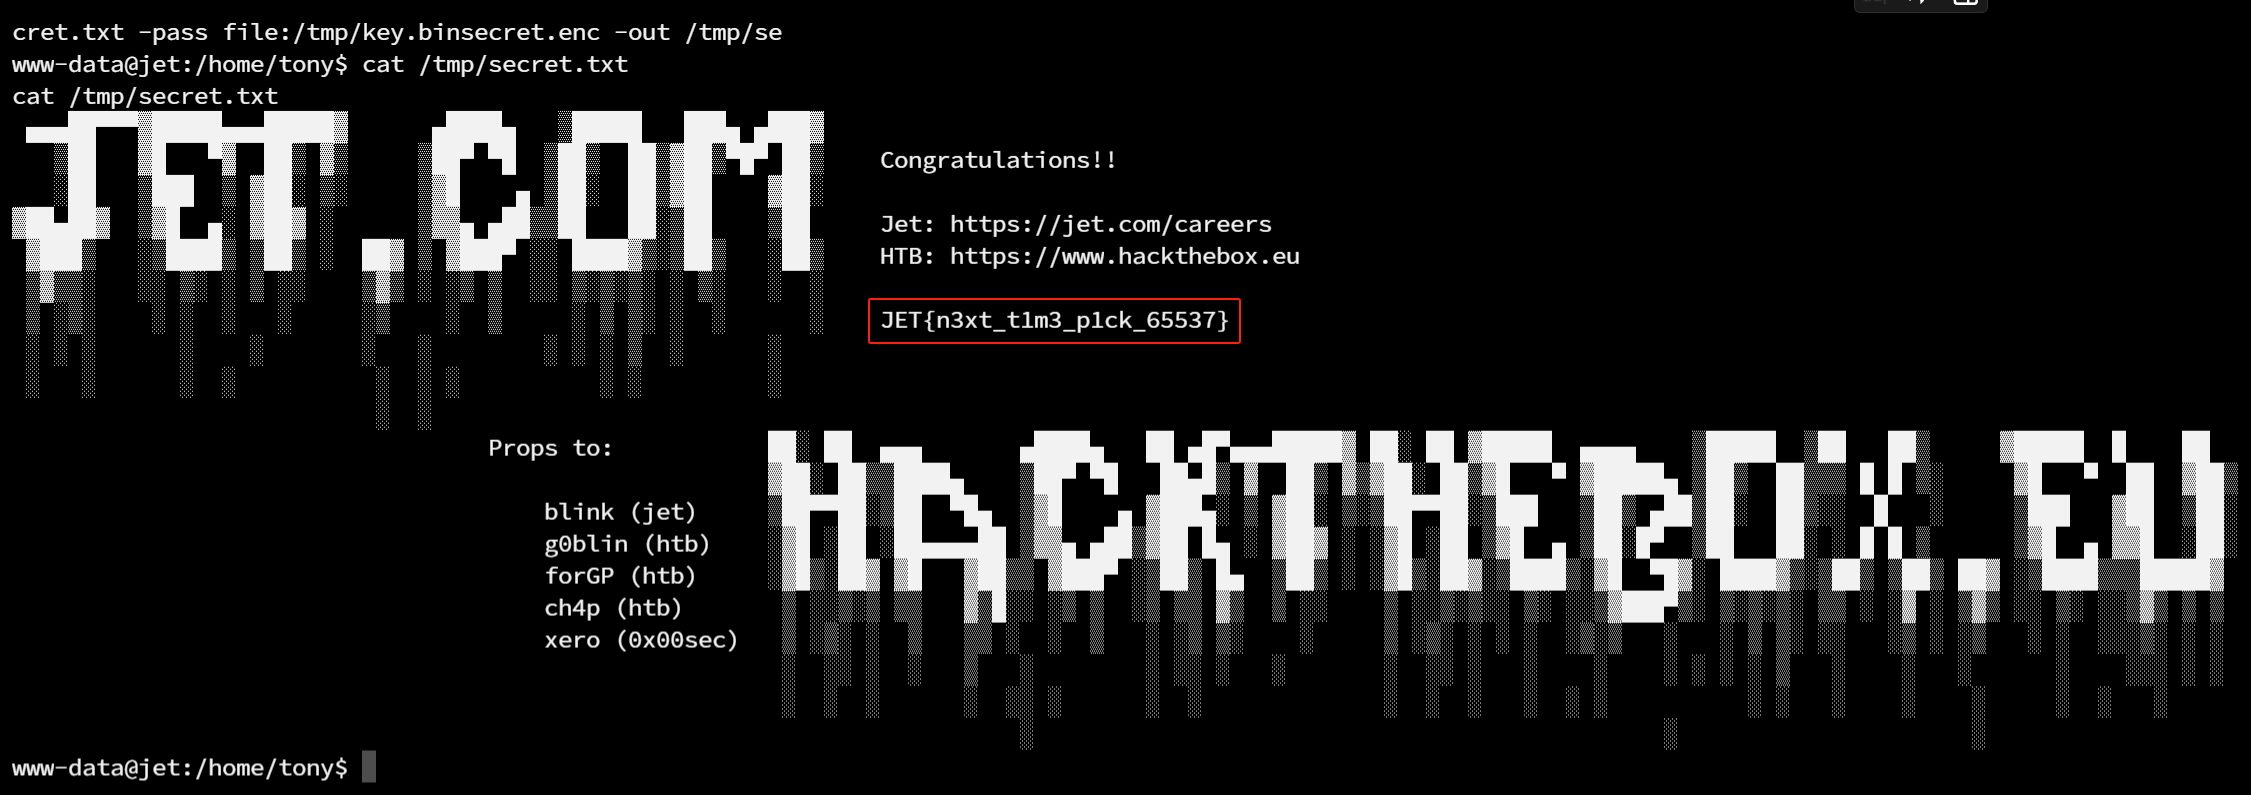 cret.txt -pass file:/tmp/key.binsecret.enc -out /tmp/se
www-data@jet:/home/tony$ cat /tmp/secret.txt
cat /tmp/secret.txt
JET.COM
Congratulations!!
Jet: https://jet.com/careers
HTB: https://www.hackthebox.eu
JET{n3xt_t1m3_p1ck_65537}
Props to:
HACKTHEBOX.EU
blink (jet)
g0blin (htb)
forGP (htb)
ch4p (htb)
xero (0x00sec)
www-data@jet:/home/tony$